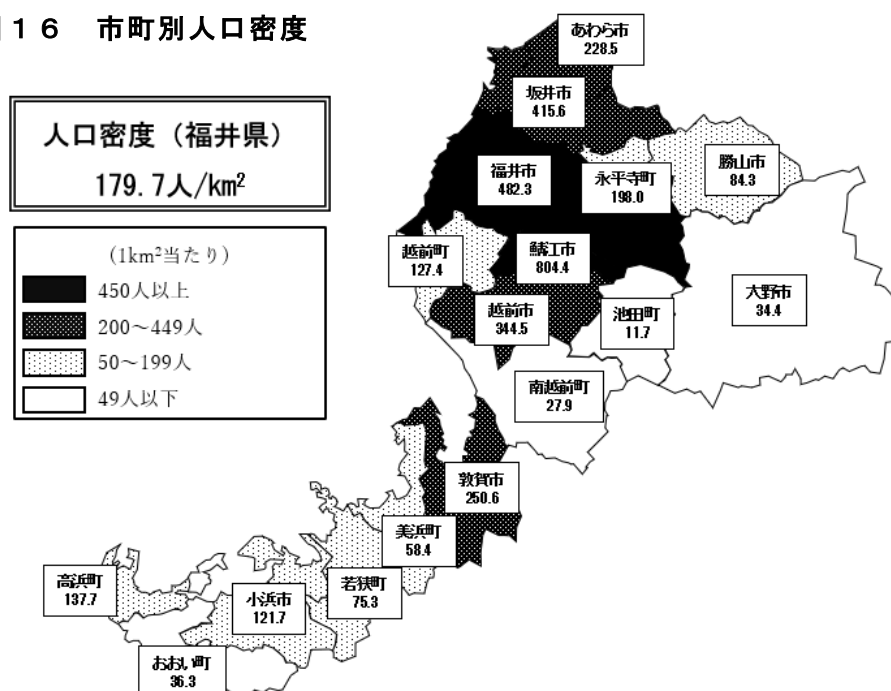 １６　市町別人口密度
人口密度（福井県）
179.7人/km²
（1km²当たり）
450人以上
200～449人
50～199人
49人以下
あわら市
228.5
坂井市
415.6
福井市
482.3
永平寺町
198.0
勝山市
84.3
越前町
127.4
鯖江市
804.4
大野市
34.4
越前市
344.5
池田町
11.7
南越前町
27.9
敦賀市
250.6
美浜町
58.4
若狭町
75.3
高浜町
137.7
小浜市
121.7
おおい町
36.3